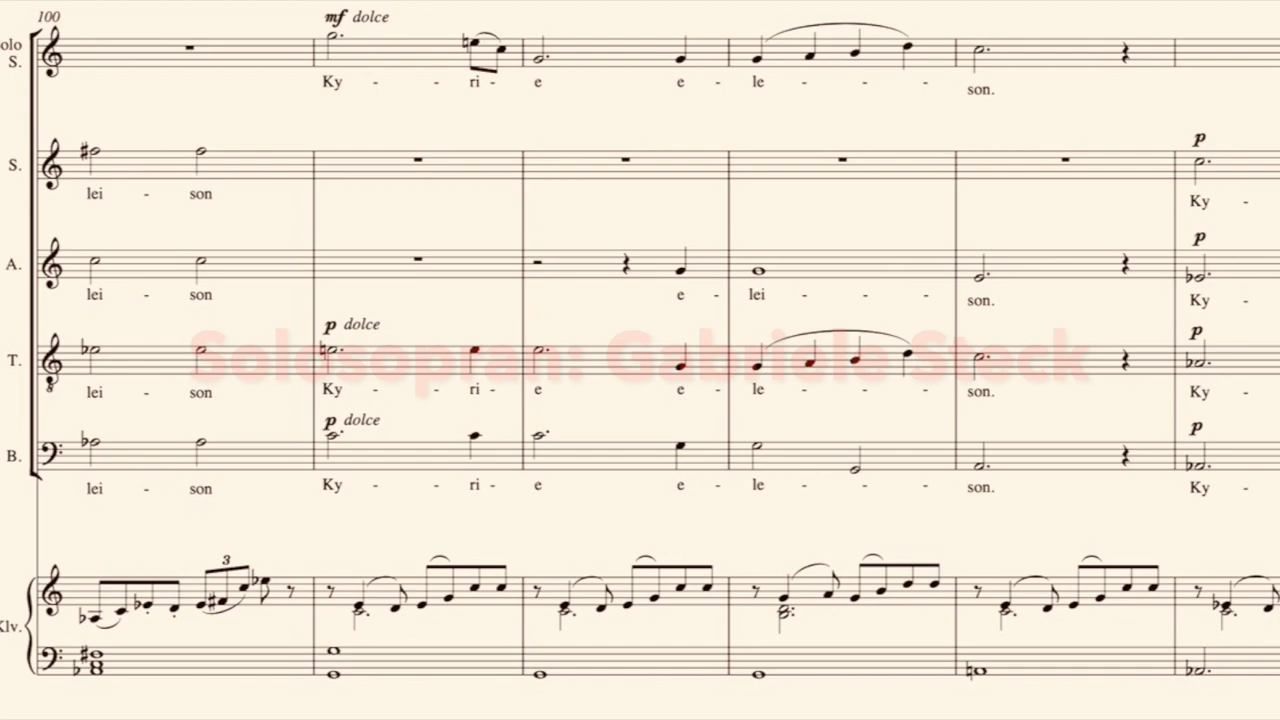 100
mf dolce
olo
S.
Ky - - ri - e e - le - - - son.
p
S.
lei - son Ky -
p
A.
lei - son e - lei - - - son. Ky -
p dolce
p
Solosopran: Gabriele Steck
T.
lei - son Ky - - ri - e e - le - - - son. Ky -
p dolce
p
B.
lei - son Ky - - ri - e e - le - - - son. Ky -
3
Klv.